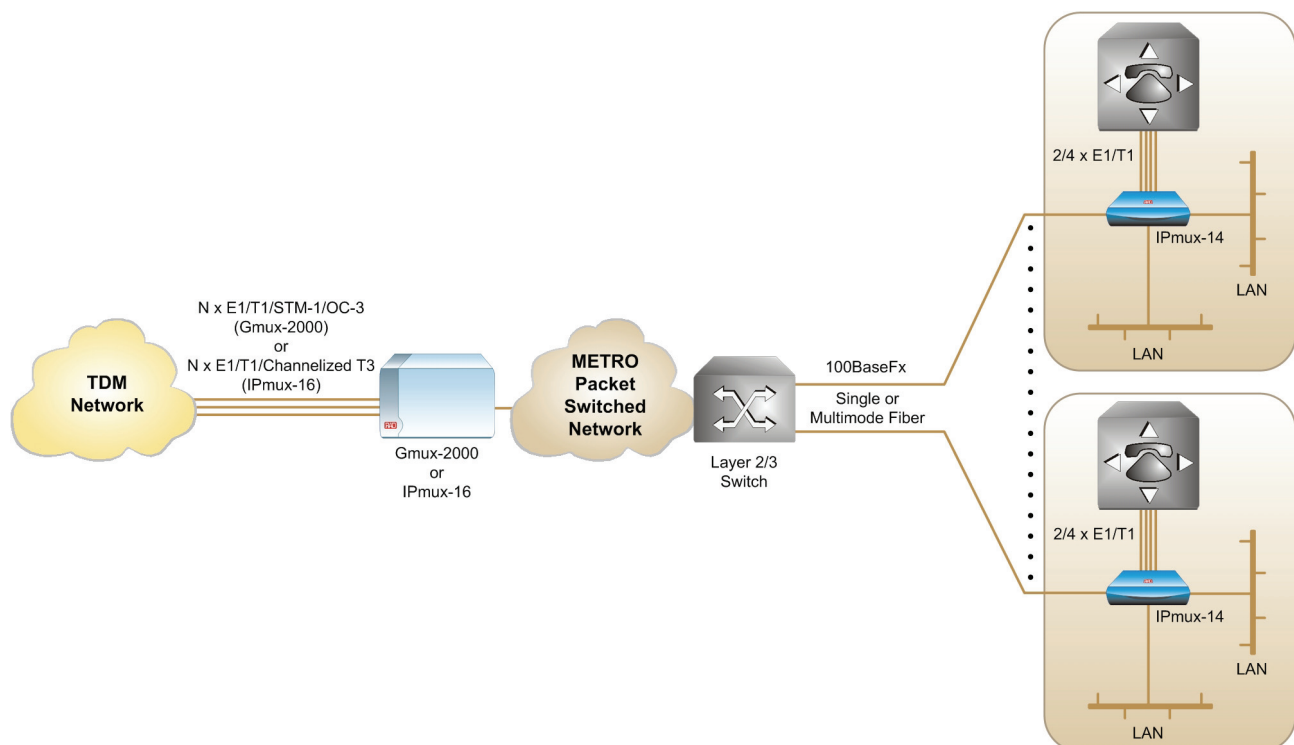 N x E1/T1/STM-1/OC-3
(Gmux-2000)
or
N x E1/T1/Channelized T3
(IPmux-16)
TDM
Network
Gmux-2000
or
IPmux-16
METRO
Packet
Switched
Network
Layer 2/3
Switch
100BaseFx
Single or
Multimode Fiber
2/4 x E1/T1
IPmux-14
LAN
LAN
2/4 x E1/T1
IPmux-14
LAN
LAN